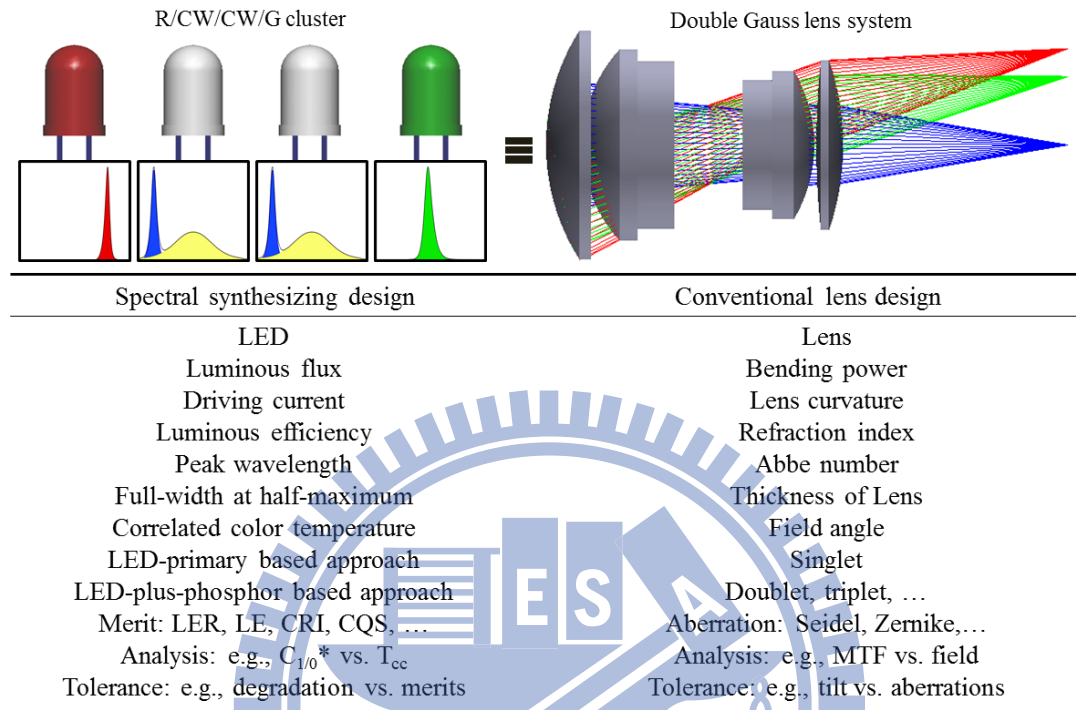 R/CW/CW/G cluster
Double Gauss lens system
Spectral synthesizing design
Conventional lens design
LED
Lens
Luminous flux
Bending power
Driving current
Lens curvature
Luminous efficiency
Refraction index
Peak wavelength
Abbe number
Full-width at half-maximum
Thickness of Lens
Correlated color temperature
Field angle
LED-primary based approach
Singlet
LED-plus-phosphor based approach
Doublet, triplet, …
Merit: LER, LE, CRI, CQS, …
Aberration: Seidel, Zernike,…
Analysis: e.g., C1/0* vs. Tcc
Analysis: e.g., MTF vs. field
Tolerance: e.g., degradation vs. merits
Tolerance: e.g., tilt vs. aberrations
E S A